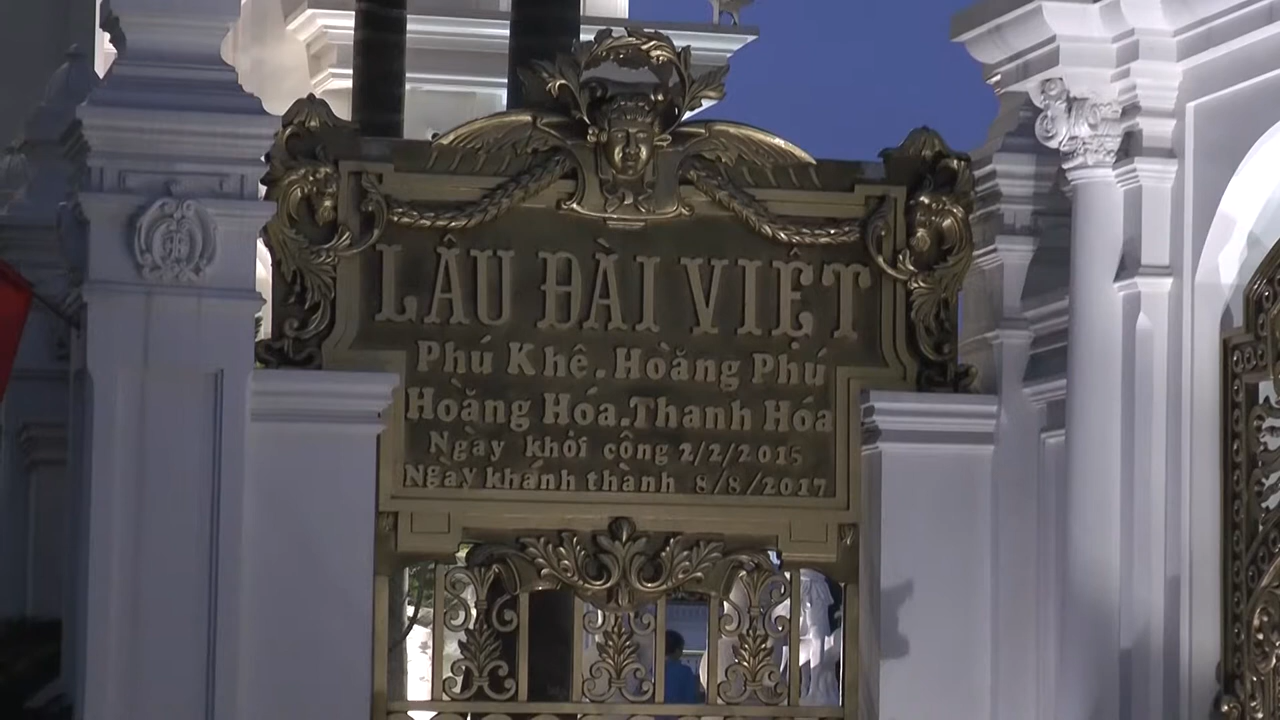 LÂU ĐÀI VIỆT
Phú Khê. Hoằng Phú
Hoằng Hóa. Thanh Hóa
Ngày khởi công 2/2/2015
Ngày khánh thành 8/8/2017